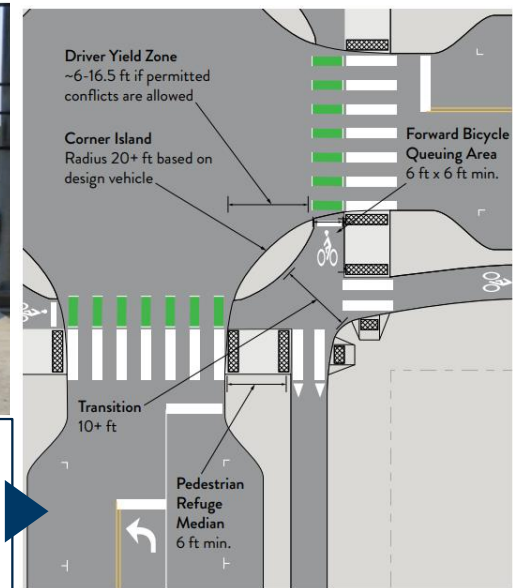 Driver Yield Zone
~6-16.5 ft if permitted
conflicts are allowed
Corner Island
Radius 20+ ft based on
design vehicle
Forward Bicycle
Queuing Area
6 ft x 6 ft min.
Transition
10+ ft
Pedestrian
Refuge
Median
6 ft min.